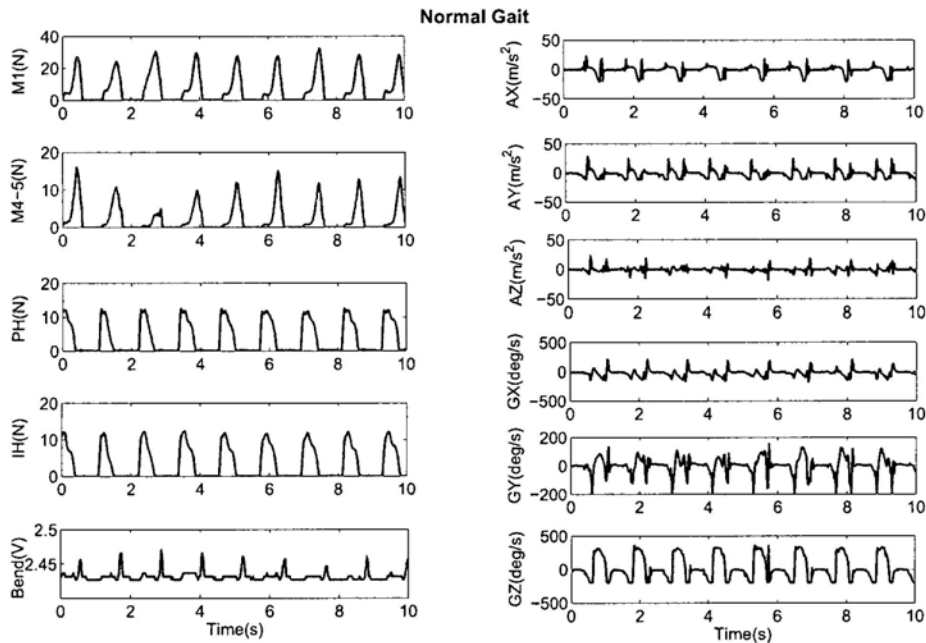 Normal Gait
M1(N)
40
20
0
0 2 4 6 8 10
M4-5(N)
20
10
0
0 2 4 6 8 10
PH(N)
20
10
0
0 2 4 6 8 10
IH(N)
20
10
0
0 2 4 6 8 10
Bend(V)
2.5
2.45
0 2 4 6 8 10
Time(s)
AX(m/s²)
50
0
−50
0 2 4 6 8 10
AY(m/s²)
50
0
−50
0 2 4 6 8 10
AZ(m/s²)
50
0
−50
0 2 4 6 8 10
GX(deg/s)
500
0
−500
0 2 4 6 8 10
GY(deg/s)
200
0
−200
0 2 4 6 8 10
GZ(deg/s)
500
0
−500
0 2 4 6 8 10
Time(s)